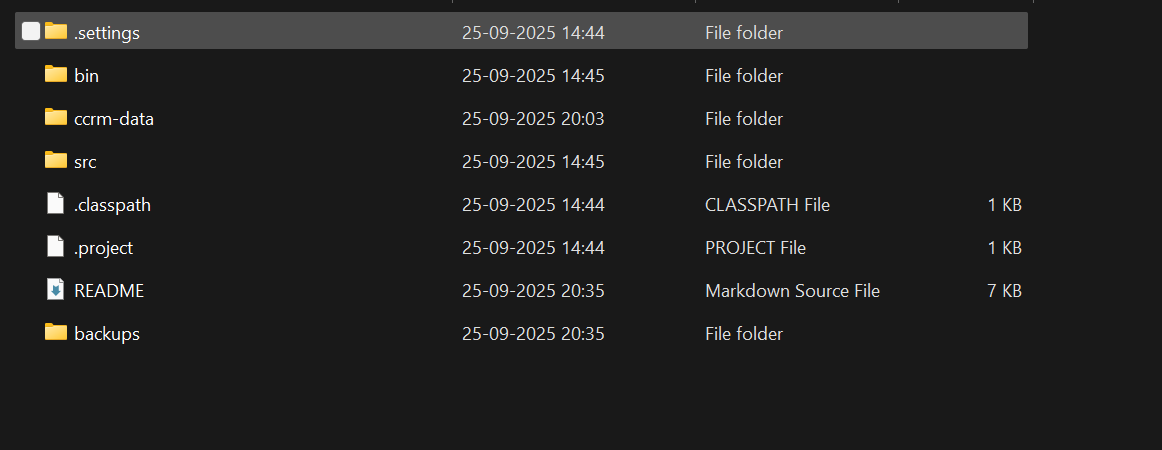 .settings 25-09-2025 14:44 File folder
bin 25-09-2025 14:45 File folder
ccrm-data 25-09-2025 20:03 File folder
src 25-09-2025 14:45 File folder
.classpath 25-09-2025 14:44 CLASSPATH File 1 KB
.project 25-09-2025 14:44 PROJECT File 1 KB
README 25-09-2025 20:35 Markdown Source File 7 KB
backups 25-09-2025 20:35 File folder